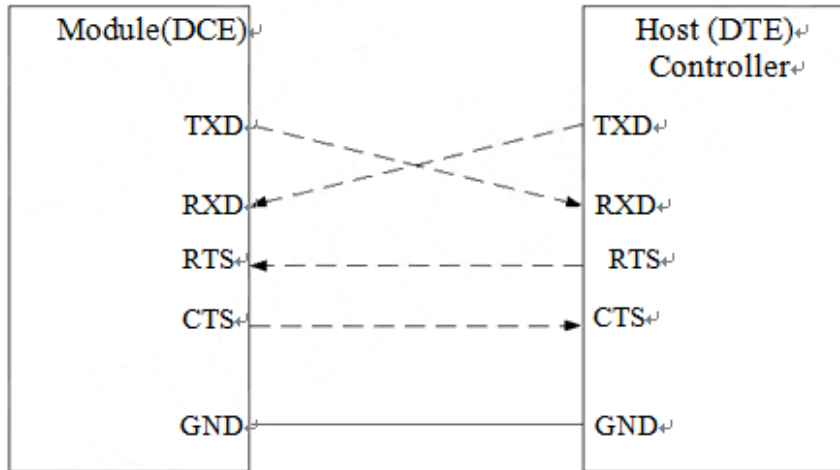 Module(DCE)↵
Host (DTE)↵
Controller↵
TXD↵
TXD↵
RXD↵
RXD↵
RTS↵
RTS↵
CTS↵
CTS↵
GND↵
GND↵